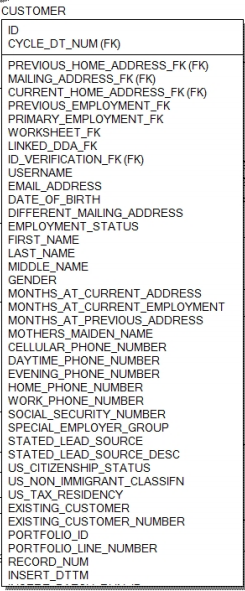 CUSTOMER
ID
CYCLE_DT_NUM (FK)
PREVIOUS_HOME_ADDRESS_FK (FK)
MAILING_ADDRESS_FK (FK)
CURRENT_HOME_ADDRESS_FK (FK)
PREVIOUS_EMPLOYMENT_FK
PRIMARY_EMPLOYMENT_FK
WORKSHEET_FK
LINKED_DDA_FK
ID_VERIFICATION_FK (FK)
USERNAME
EMAIL_ADDRESS
DATE_OF_BIRTH
DIFFERENT_MAILING_ADDRESS
EMPLOYMENT_STATUS
FIRST_NAME
LAST_NAME
MIDDLE_NAME
GENDER
MONTHS_AT_CURRENT_ADDRESS
MONTHS_AT_CURRENT_EMPLOYMENT
MONTHS_AT_PREVIOUS_ADDRESS
MOTHERS_MAIDEN_NAME
CELLULAR_PHONE_NUMBER
DAYTIME_PHONE_NUMBER
EVENING_PHONE_NUMBER
HOME_PHONE_NUMBER
WORK_PHONE_NUMBER
SOCIAL_SECURITY_NUMBER
SPECIAL_EMPLOYER_GROUP
STATED_LEAD_SOURCE
STATED_LEAD_SOURCE_DESC
US_CITIZENSHIP_STATUS
US_NON_IMMIGRANT_CLASSIFN
US_TAX_RESIDENCY
EXISTING_CUSTOMER
EXISTING_CUSTOMER_NUMBER
PORTFOLIO_ID
PORTFOLIO_LINE_NUMBER
RECORD_NUM
INSERT_DTTM